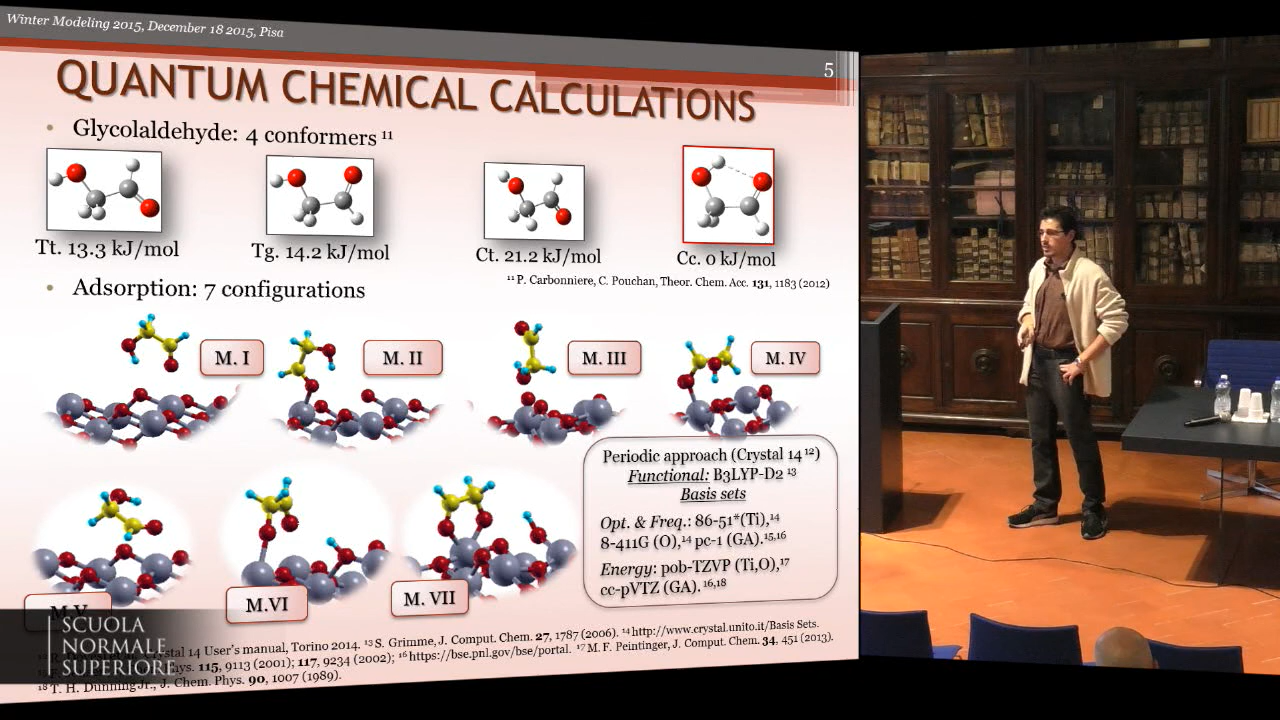 Winter Modeling 2015, December 18 2015, Pisa
5
QUANTUM CHEMICAL CALCULATIONS
• Glycolaldehyde: 4 conformers ¹¹
Tt. 13.3 kJ/mol
Tg. 14.2 kJ/mol
Ct. 21.2 kJ/mol
Cc. 0 kJ/mol
¹¹ P. Carbonniere, C. Pouchan, Theor. Chem. Acc. 131, 1183 (2012)
• Adsorption: 7 configurations
M. I
M. II
M. III
M. IV
Periodic approach (Crystal 14 ¹²)
Functional: B3LYP-D2 ¹³
Basis sets
Opt. & Freq.: 86-51*(Ti),¹⁴
8-411G (O),¹⁴ pc-1 (GA).¹⁵,¹⁶
Energy: pob-TZVP (Ti,O),¹⁷
cc-pVTZ (GA). ¹⁶,¹⁸
M.V
M.VI
M. VII
Crystal 14 User's manual, Torino 2014. ¹³ S. Grimme, J. Comput. Chem. 27, 1787 (2006). ¹⁴ http://www.crystal.unito.it/Basis Sets.
Phys. 115, 9113 (2001); 117, 9234 (2002); ¹⁶ https://bse.pnl.gov/bse/portal. ¹⁷ M. F. Peintinger, J. Comput. Chem. 34, 451 (2013).
¹⁸ T. H. Dunning Jr., J. Chem. Phys. 90, 1007 (1989).
SCUOLA
NORMALE
SUPERIORE